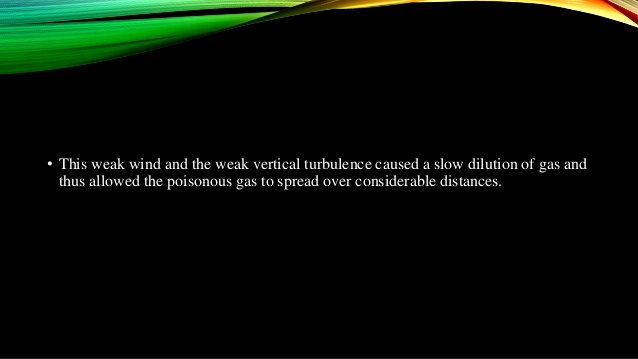 • This weak wind and the weak vertical turbulence caused a slow dilution of gas and
thus allowed the poisonous gas to spread over considerable distances.